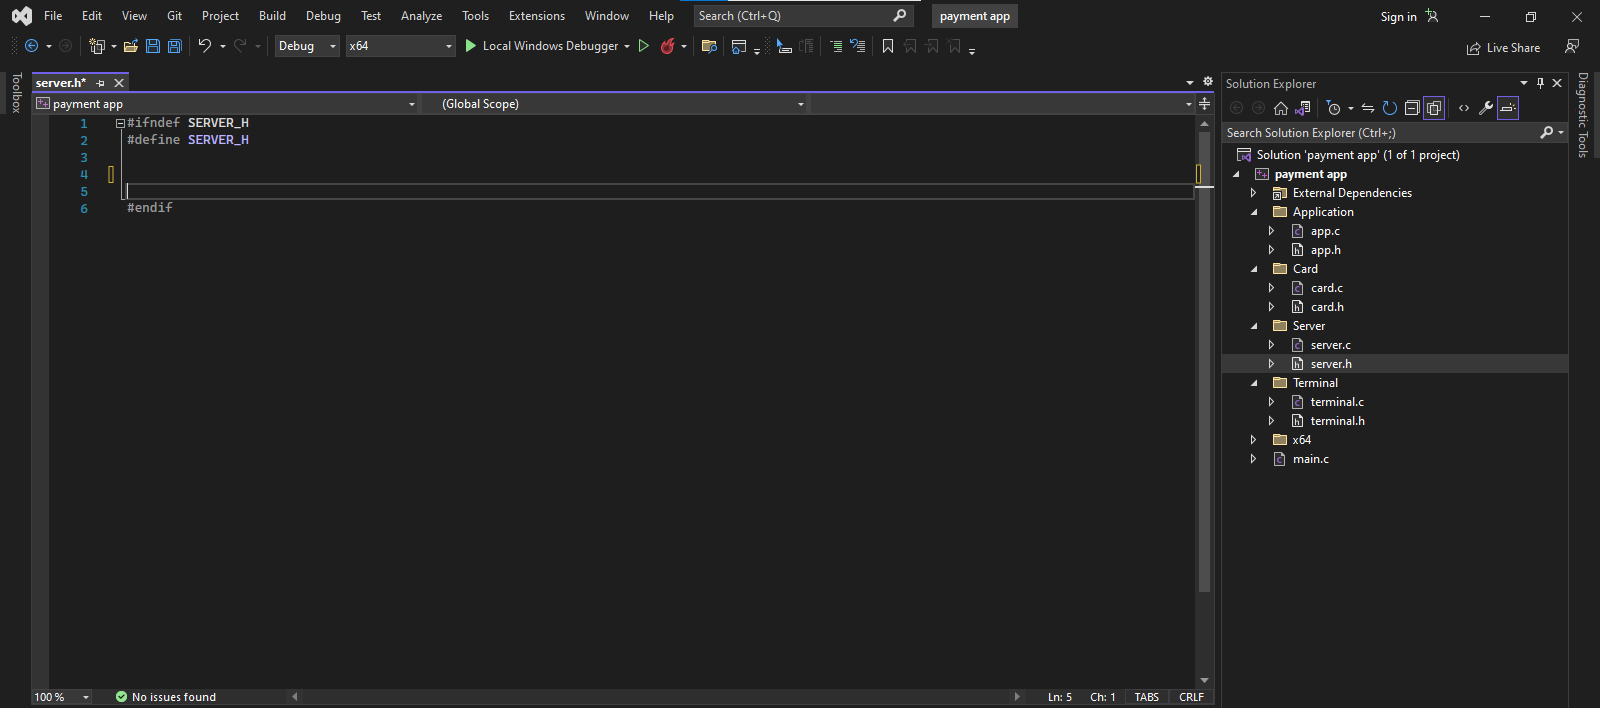 File Edit View Git Project Build Debug Test Analyze Tools Extensions Window Help Search (Ctrl+Q) payment app Sign in
Debug x64 Local Windows Debugger Live Share
Toolbox
server.h*
payment app (Global Scope)
1 #ifndef SERVER_H
2 #define SERVER_H
3
4
5
6 #endif
100 % No issues found Ln: 5 Ch: 1 TABS CRLF
Solution Explorer
Search Solution Explorer (Ctrl+;)
Solution 'payment app' (1 of 1 project)
payment app
External Dependencies
Application
app.c
app.h
Card
card.c
card.h
Server
server.c
server.h
Terminal
terminal.c
terminal.h
x64
main.c
Diagnostic Tools